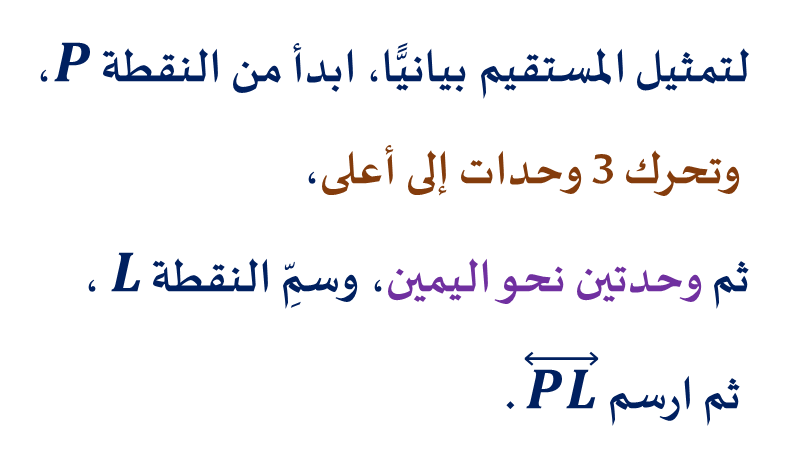 لتمثيل المستقيم بيانيًّا، ابدأ من النقطة P،
وتحرك 3 وحدات إلى أعلى،
ثم وحدتين نحو اليمين، وسمِّ النقطة L ،
ثم ارسم PL .